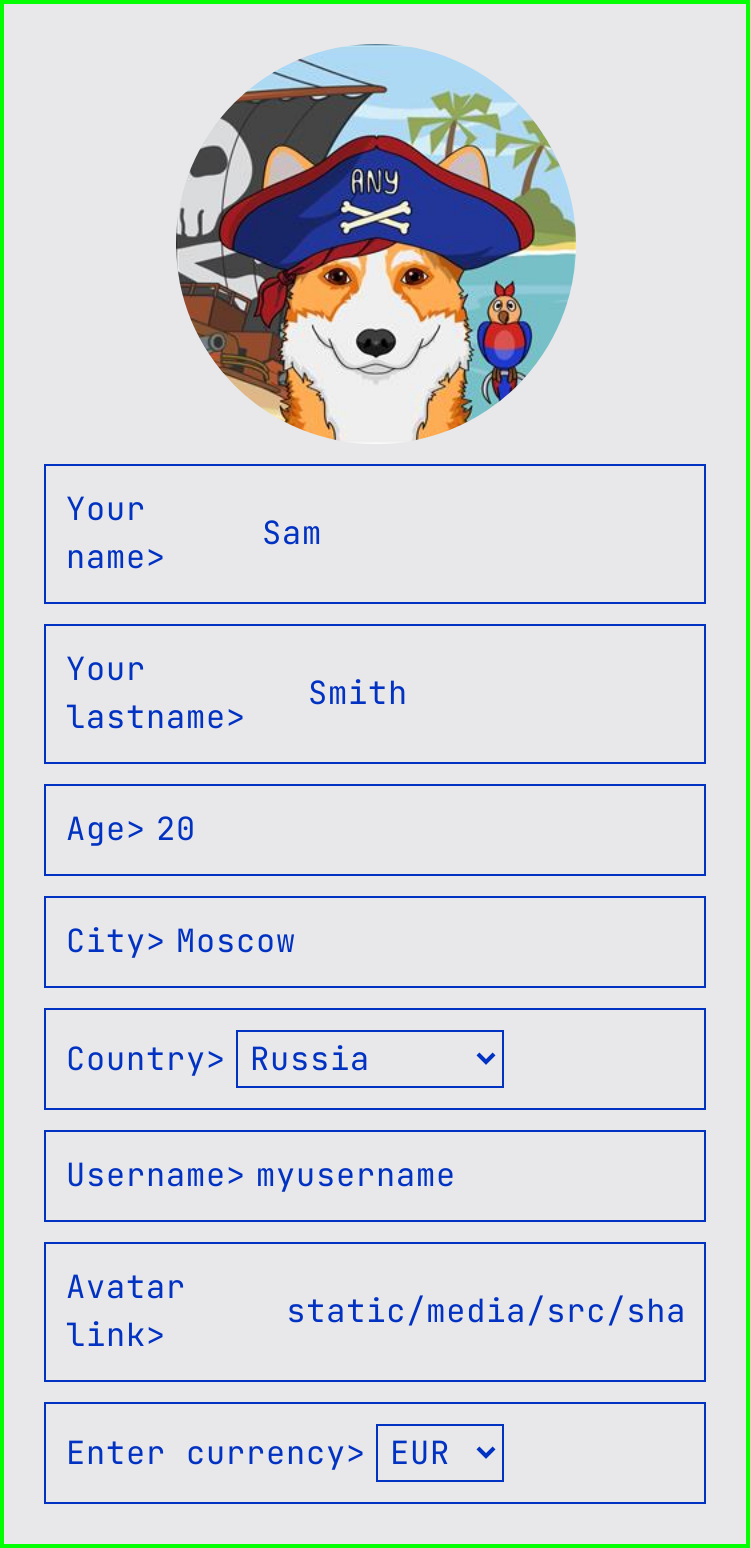 ANY
Your
name>
Sam
Your
lastname>
Smith
Age> 20
City> Moscow
Country> Russia
Username> myusername
Avatar
link>
static/media/src/sha
Enter currency> EUR